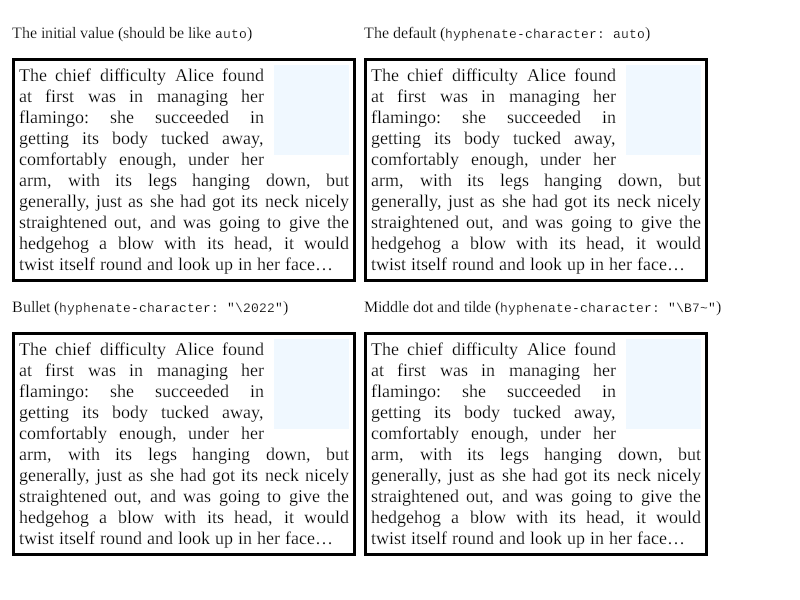 The initial value (should be like auto)
The chief difficulty Alice found
at first was in managing her
flamingo: she succeeded in
getting its body tucked away,
comfortably enough, under her
arm, with its legs hanging down, but
generally, just as she had got its neck nicely
straightened out, and was going to give the
hedgehog a blow with its head, it would
twist itself round and look up in her face…
The default (hyphenate-character: auto)
The chief difficulty Alice found
at first was in managing her
flamingo: she succeeded in
getting its body tucked away,
comfortably enough, under her
arm, with its legs hanging down, but
generally, just as she had got its neck nicely
straightened out, and was going to give the
hedgehog a blow with its head, it would
twist itself round and look up in her face…
Bullet (hyphenate-character: "\2022")
The chief difficulty Alice found
at first was in managing her
flamingo: she succeeded in
getting its body tucked away,
comfortably enough, under her
arm, with its legs hanging down, but
generally, just as she had got its neck nicely
straightened out, and was going to give the
hedgehog a blow with its head, it would
twist itself round and look up in her face…
Middle dot and tilde (hyphenate-character: "\B7~")
The chief difficulty Alice found
at first was in managing her
flamingo: she succeeded in
getting its body tucked away,
comfortably enough, under her
arm, with its legs hanging down, but
generally, just as she had got its neck nicely
straightened out, and was going to give the
hedgehog a blow with its head, it would
twist itself round and look up in her face…